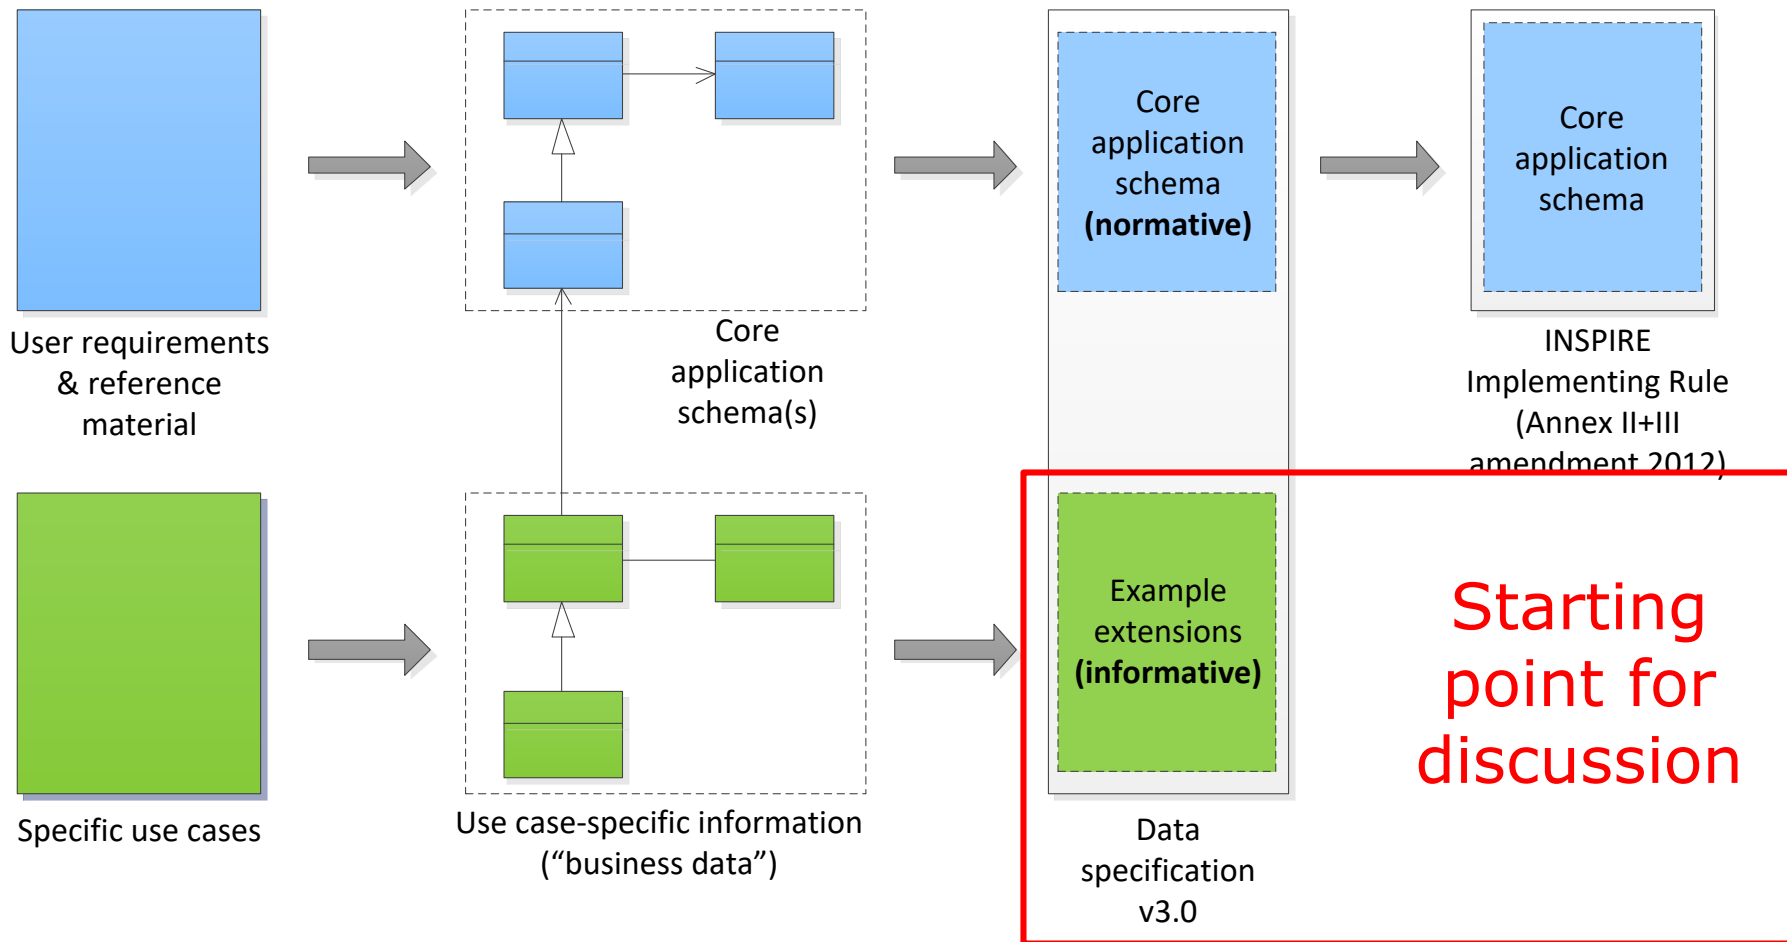 User requirements
& reference
material
Core
application
schema(s)
Core
application
schema
(normative)
Core
application
schema
INSPIRE
Implementing Rule
(Annex II+III
amendment 2012)
Specific use cases
Use case-specific information
(“business data”)
Example
extensions
(informative)
Data
specification
v3.0
Starting
point for
discussion